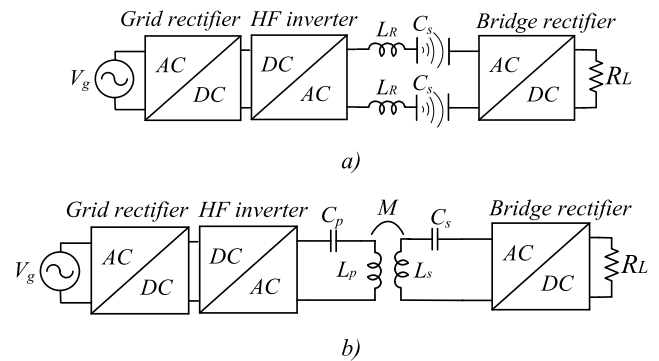 Grid rectifier HF inverter Bridge rectifier
L_R C_s
V_g AC DC DC AC AC DC R_L
L_R C_s
a)
Grid rectifier HF inverter Bridge rectifier
C_p M C_s
V_g AC DC DC AC L_p L_s AC DC R_L
b)